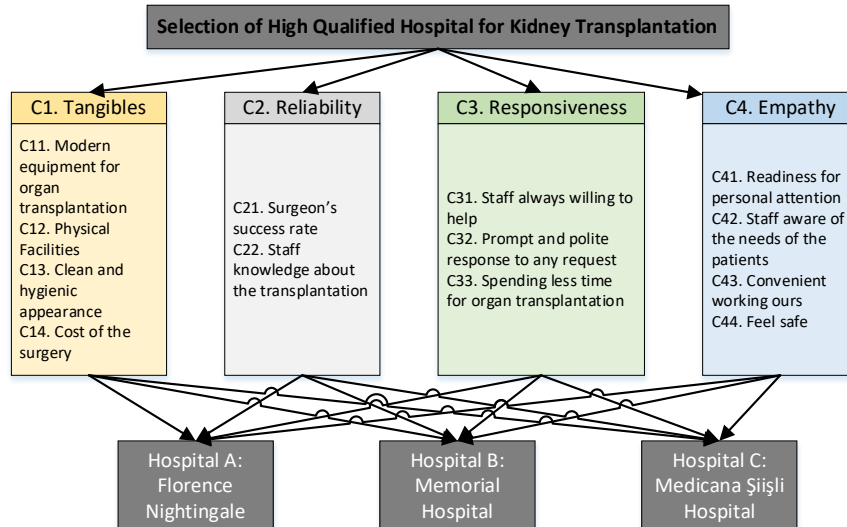 Selection of High Qualified Hospital for Kidney Transplantation
C1. Tangibles
C11. Modern
equipment for
organ
transplantation
C12. Physical
Facilities
C13. Clean and
hygienic
appearance
C14. Cost of the
surgery
C2. Reliability
C21. Surgeon's
success rate
C22. Staff
knowledge about
the transplantation
C3. Responsiveness
C31. Staff always willing to
help
C32. Prompt and polite
response to any request
C33. Spending less time
for organ transplantation
C4. Empathy
C41. Readiness for
personal attention
C42. Staff aware of
the needs of the
patients
C43. Convenient
working ours
C44. Feel safe
Hospital A:
Florence
Nightingale
Hospital B:
Memorial
Hospital
Hospital C:
Medicana Şiişli
Hospital